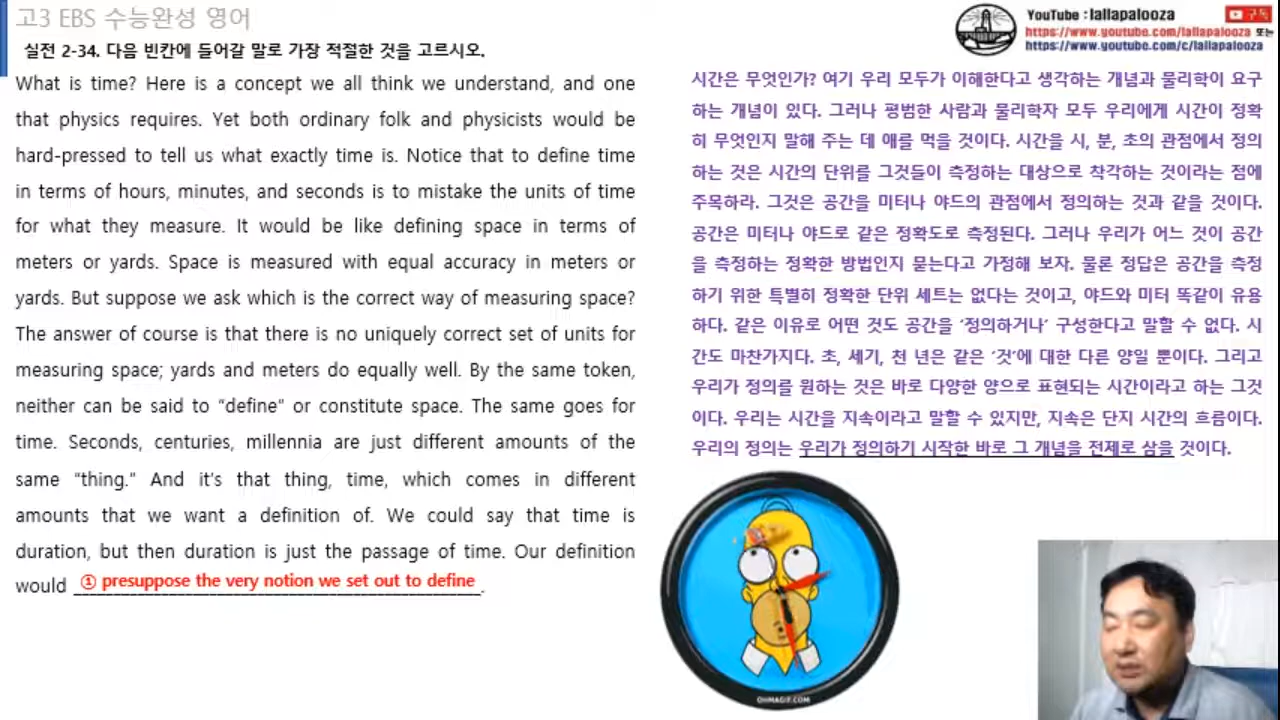 고3 EBS 수능완성 영어
실전 2-34. 다음 빈칸에 들어갈 말로 가장 적절한 것을 고르시오.
What is time? Here is a concept we all think we understand, and one
that physics requires. Yet both ordinary folk and physicists would be
hard-pressed to tell us what exactly time is. Notice that to define time
in terms of hours, minutes, and seconds is to mistake the units of time
for what they measure. It would be like defining space in terms of
meters or yards. Space is measured with equal accuracy in meters or
yards. But suppose we ask which is the correct way of measuring space?
The answer of course is that there is no uniquely correct set of units for
measuring space; yards and meters do equally well. By the same token,
neither can be said to “define” or constitute space. The same goes for
time. Seconds, centuries, millennia are just different amounts of the
same “thing.” And it’s that thing, time, which comes in different
amounts that we want a definition of. We could say that time is
duration, but then duration is just the passage of time. Our definition
would ① presuppose the very notion we set out to define.
YouTube : lallapalooza
구독
https://www.youtube.com/lallapalooza 또는
https://www.youtube.com/c/lallapalooza
시간은 무엇인가? 여기 우리 모두가 이해한다고 생각하는 개념과 물리학이 요구
하는 개념이 있다. 그러나 평범한 사람과 물리학자 모두 우리에게 시간이 정확
히 무엇인지 말해 주는 데 애를 먹을 것이다. 시간을 시, 분, 초의 관점에서 정의
하는 것은 시간의 단위를 그것들이 측정하는 대상으로 착각하는 것이라는 점에
주목하라. 그것은 공간을 미터나 야드의 관점에서 정의하는 것과 같을 것이다.
공간은 미터나 야드로 같은 정확도로 측정된다. 그러나 우리가 어느 것이 공간
을 측정하는 정확한 방법인지 묻는다고 가정해 보자. 물론 정답은 공간을 측정
하기 위한 특별히 정확한 단위 세트는 없다는 것이고, 야드와 미터 똑같이 유용
하다. 같은 이유로 어떤 것도 공간을 ‘정의하거나’ 구성한다고 말할 수 없다. 시
간도 마찬가지다. 초, 세기, 천 년은 같은 ‘것’에 대한 다른 양일 뿐이다. 그리고
우리가 정의를 원하는 것은 바로 다양한 양으로 표현되는 시간이라고 하는 그것
이다. 우리는 시간을 지속이라고 말할 수 있지만, 지속은 단지 시간의 흐름이다.
우리의 정의는 우리가 정의하기 시작한 바로 그 개념을 전제로 삼을 것이다.
OHMAGIF.COM